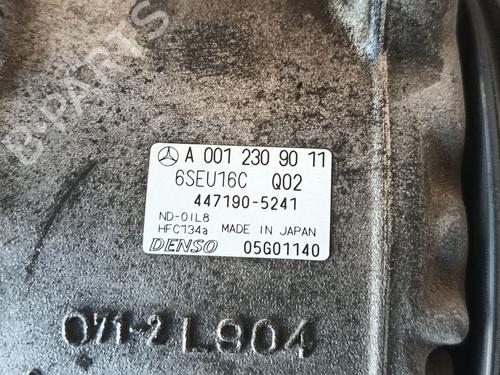 B-PARTS
A 001 230 90 11
6SEU16C Q02
447190-5241
ND-OIL8
HFC134a MADE IN JAPAN
DENSO 05G01140
071-2 L904